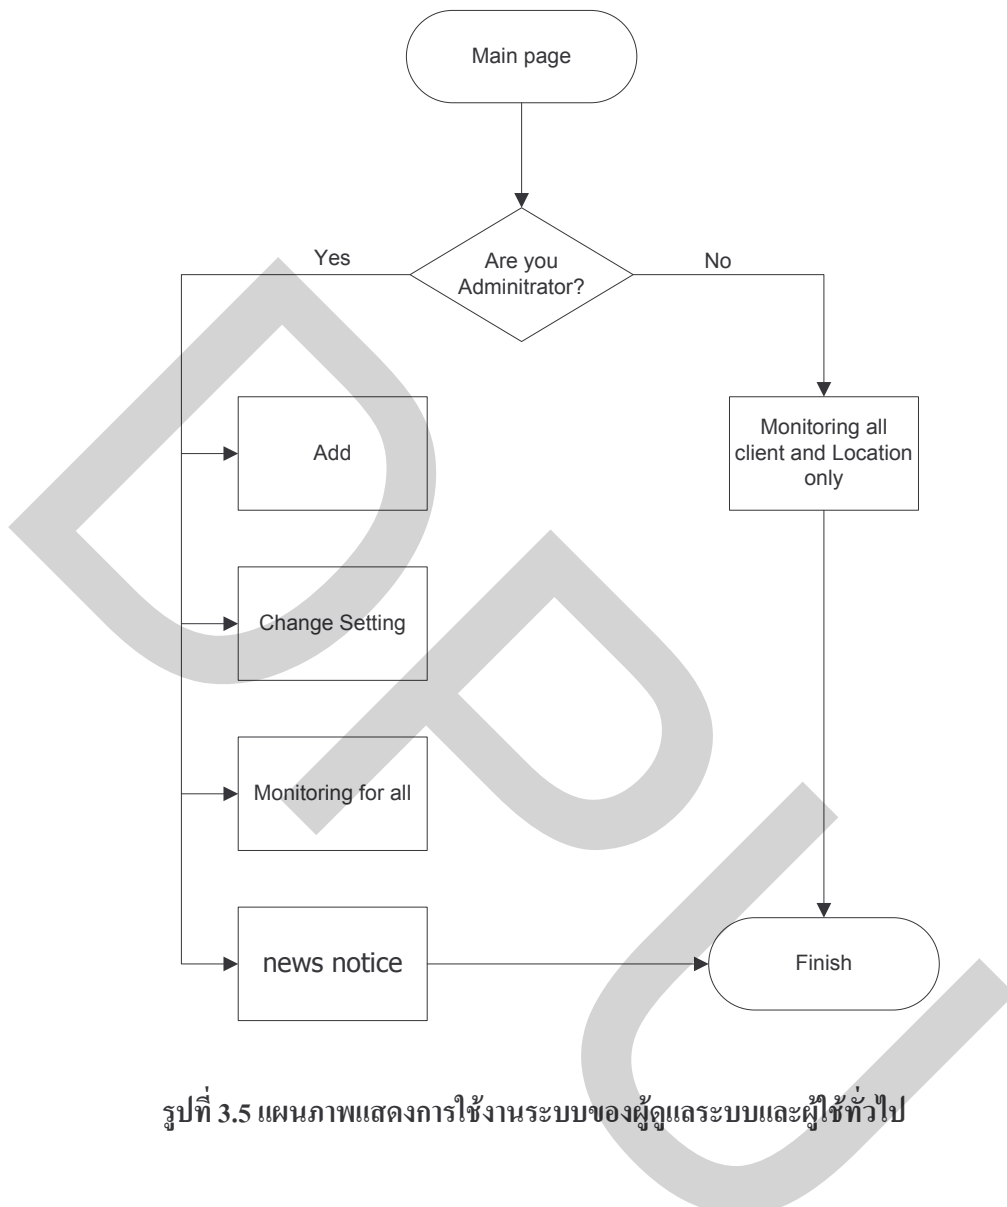 Main page
Are you
Adminitrator?
Yes
No
Add
Monitoring all
client and Location
only
Change Setting
Monitoring for all
news notice
Finish
รูปที่ 3.5 แผนภาพแสดงการใช้งานระบบของผู้ดูแลระบบและผู้ใช้ทั่วไป
DPU